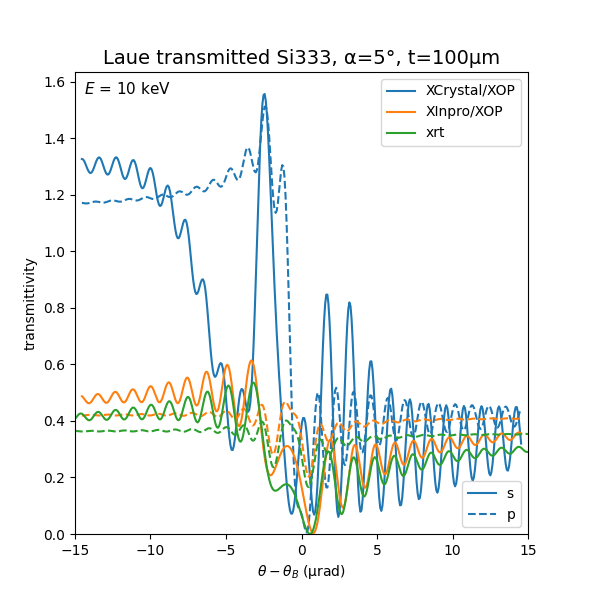 Laue transmitted Si333, α=5°, t=100μm
E = 10 keV
XCrystal/XOP
XInpro/XOP
xrt
1.6
1.4
1.2
1.0
0.8
0.6
0.4
0.2
0.0
transmittivity
s
p
−15
−10
−5
0
5
10
15
θ − θ_B (μrad)